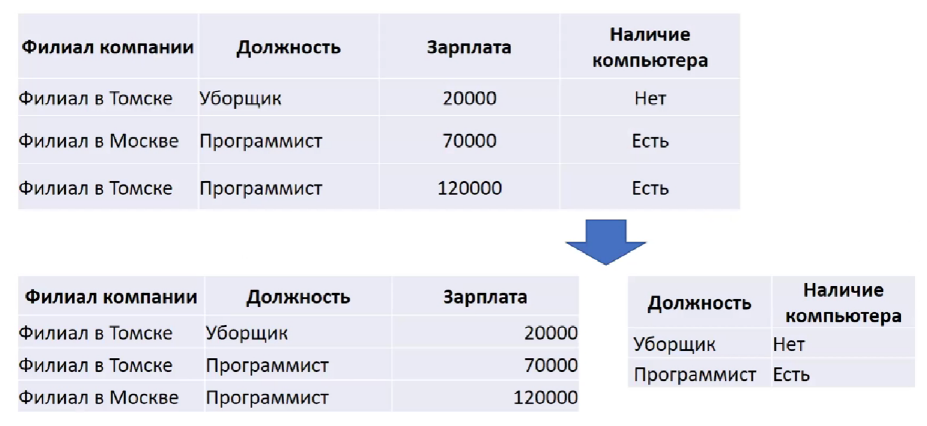 Филиал компании Должность Зарплата Наличие компьютера
Филиал в Томске Уборщик 20000 Нет
Филиал в Москве Программист 70000 Есть
Филиал в Томске Программист 120000 Есть
Филиал компании Должность Зарплата
Филиал в Томске Уборщик 20000
Филиал в Томске Программист 70000
Филиал в Москве Программист 120000
Должность Наличие компьютера
Уборщик Нет
Программист Есть